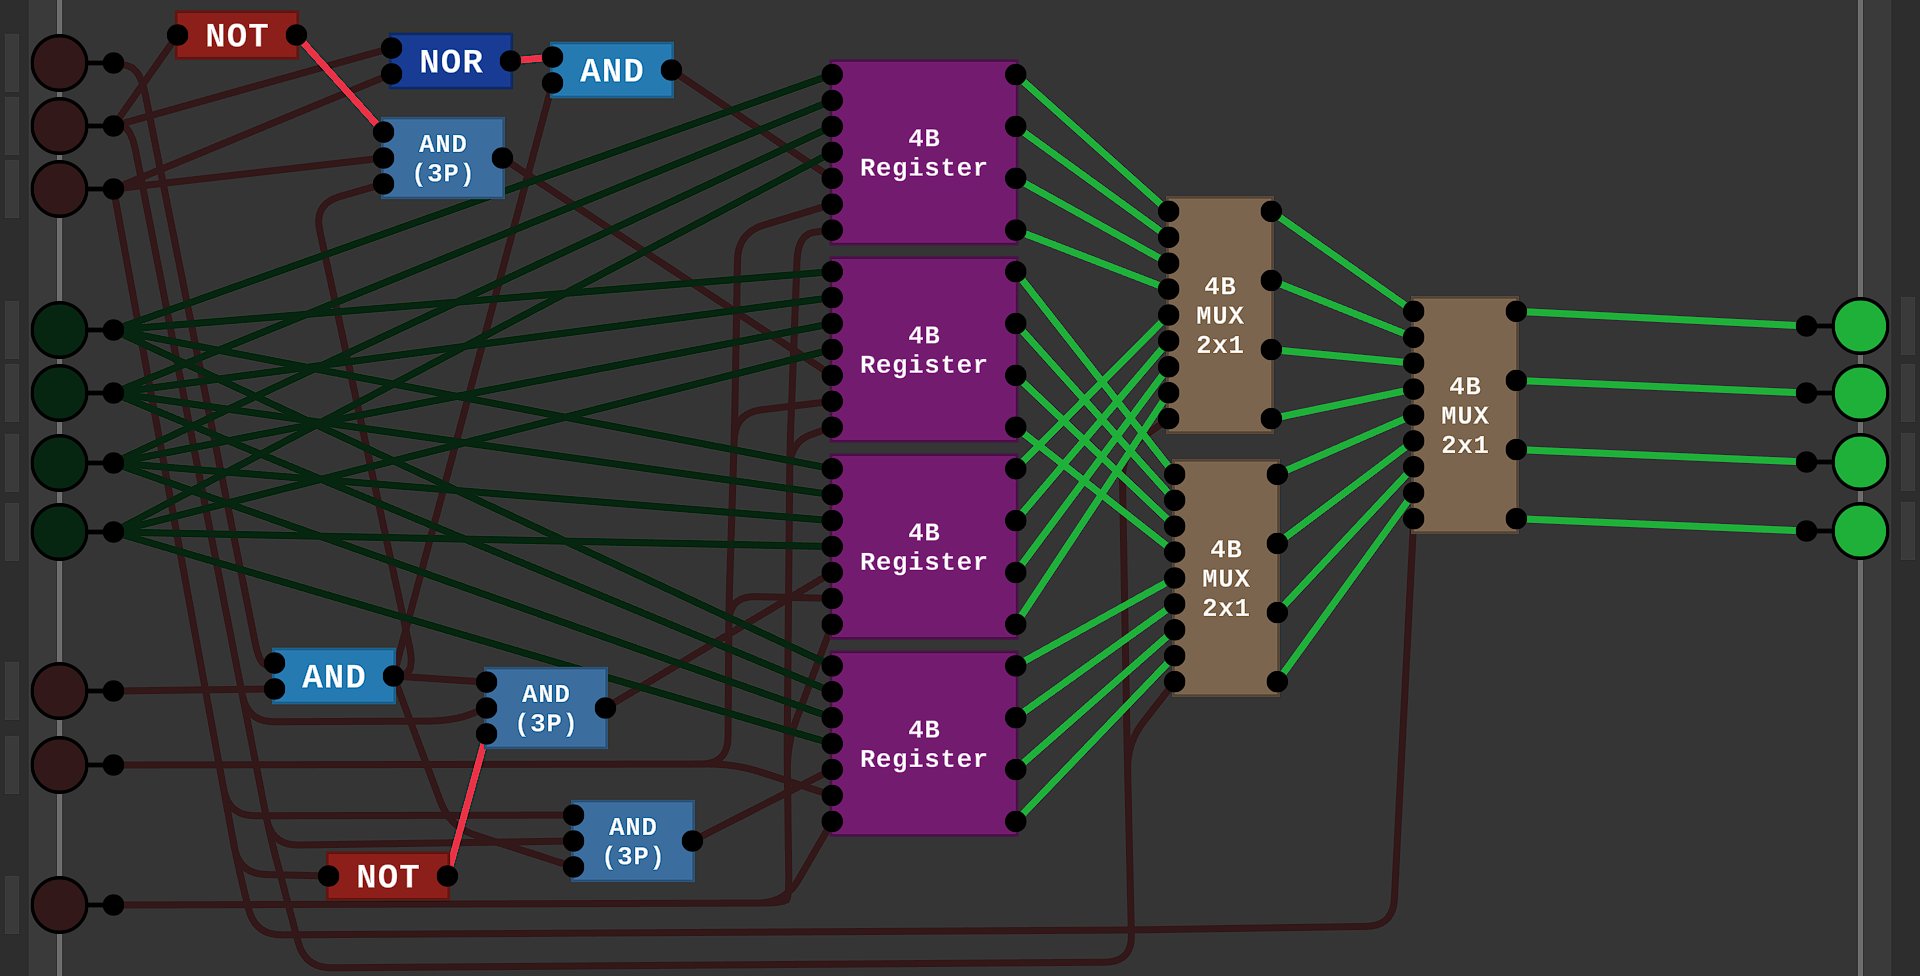 NOT
NOR
AND
AND
(3P)
4B
Register
4B
MUX
2x1
4B
Register
4B
MUX
2x1
4B
Register
4B
MUX
2x1
AND
AND
(3P)
4B
Register
AND
(3P)
NOT